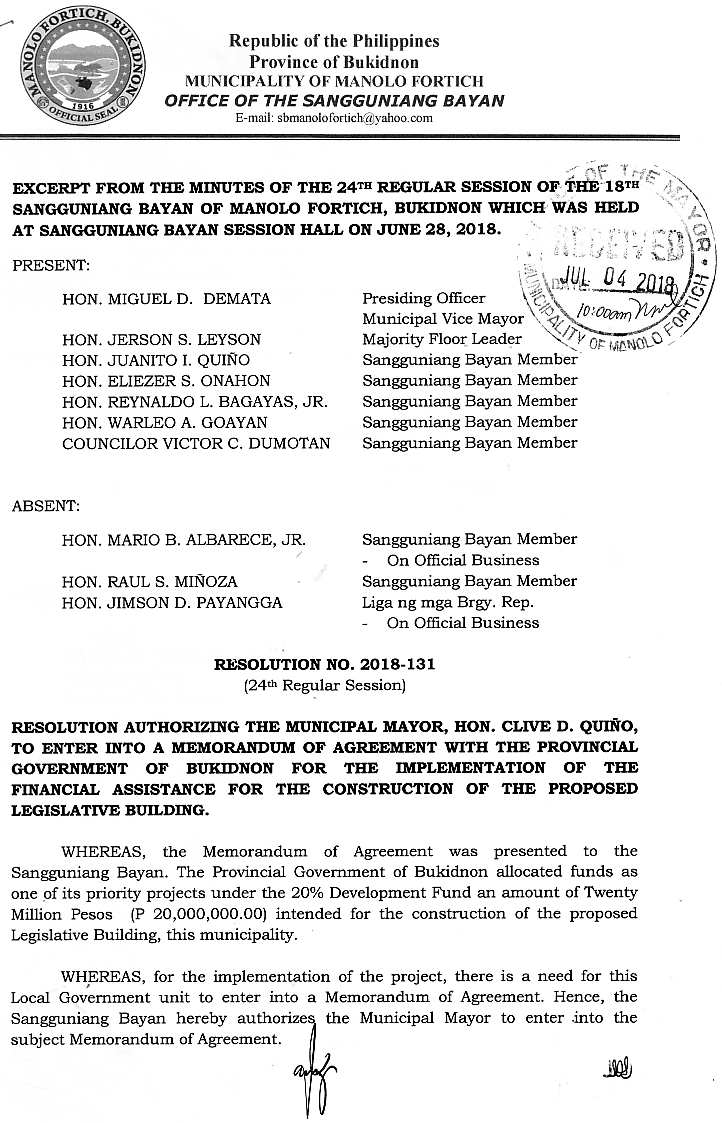 MANOLO FORTICH, BUKIDNON
1916
OFFICIAL SEAL
Republic of the Philippines
Province of Bukidnon
MUNICIPALITY OF MANOLO FORTICH
OFFICE OF THE SANGGUNIANG BAYAN
E-mail: sbmanolofortich@yahoo.com
EXCERPT FROM THE MINUTES OF THE 24TH REGULAR SESSION OF THE 18TH
SANGGUNIANG BAYAN OF MANOLO FORTICH, BUKIDNON WHICH WAS HELD
AT SANGGUNIANG BAYAN SESSION HALL ON JUNE 28, 2018.
OF THE MAYOR
RECEIVED
JUL 04 2018
10:00am
MUNICIPALITY OF MANOLO FORTICH
PRESENT:
HON. MIGUEL D. DEMATA Presiding Officer
Municipal Vice Mayor
HON. JERSON S. LEYSON Majority Floor Leader
HON. JUANITO I. QUIÑO Sangguniang Bayan Member
HON. ELIEZER S. ONAHON Sangguniang Bayan Member
HON. REYNALDO L. BAGAYAS, JR. Sangguniang Bayan Member
HON. WARLEO A. GOAYAN Sangguniang Bayan Member
COUNCILOR VICTOR C. DUMOTAN Sangguniang Bayan Member
ABSENT:
HON. MARIO B. ALBARECE, JR. Sangguniang Bayan Member
- On Official Business
HON. RAUL S. MIÑOZA Sangguniang Bayan Member
HON. JIMSON D. PAYANGGA Liga ng mga Brgy. Rep.
- On Official Business
RESOLUTION NO. 2018-131
(24th Regular Session)
RESOLUTION AUTHORIZING THE MUNICIPAL MAYOR, HON. CLIVE D. QUIÑO,
TO ENTER INTO A MEMORANDUM OF AGREEMENT WITH THE PROVINCIAL
GOVERNMENT OF BUKIDNON FOR THE IMPLEMENTATION OF THE
FINANCIAL ASSISTANCE FOR THE CONSTRUCTION OF THE PROPOSED
LEGISLATIVE BUILDING.
WHEREAS, the Memorandum of Agreement was presented to the
Sangguniang Bayan. The Provincial Government of Bukidnon allocated funds as
one of its priority projects under the 20% Development Fund an amount of Twenty
Million Pesos (P 20,000,000.00) intended for the construction of the proposed
Legislative Building, this municipality.
WHEREAS, for the implementation of the project, there is a need for this
Local Government unit to enter into a Memorandum of Agreement. Hence, the
Sangguniang Bayan hereby authorizes the Municipal Mayor to enter into the
subject Memorandum of Agreement.